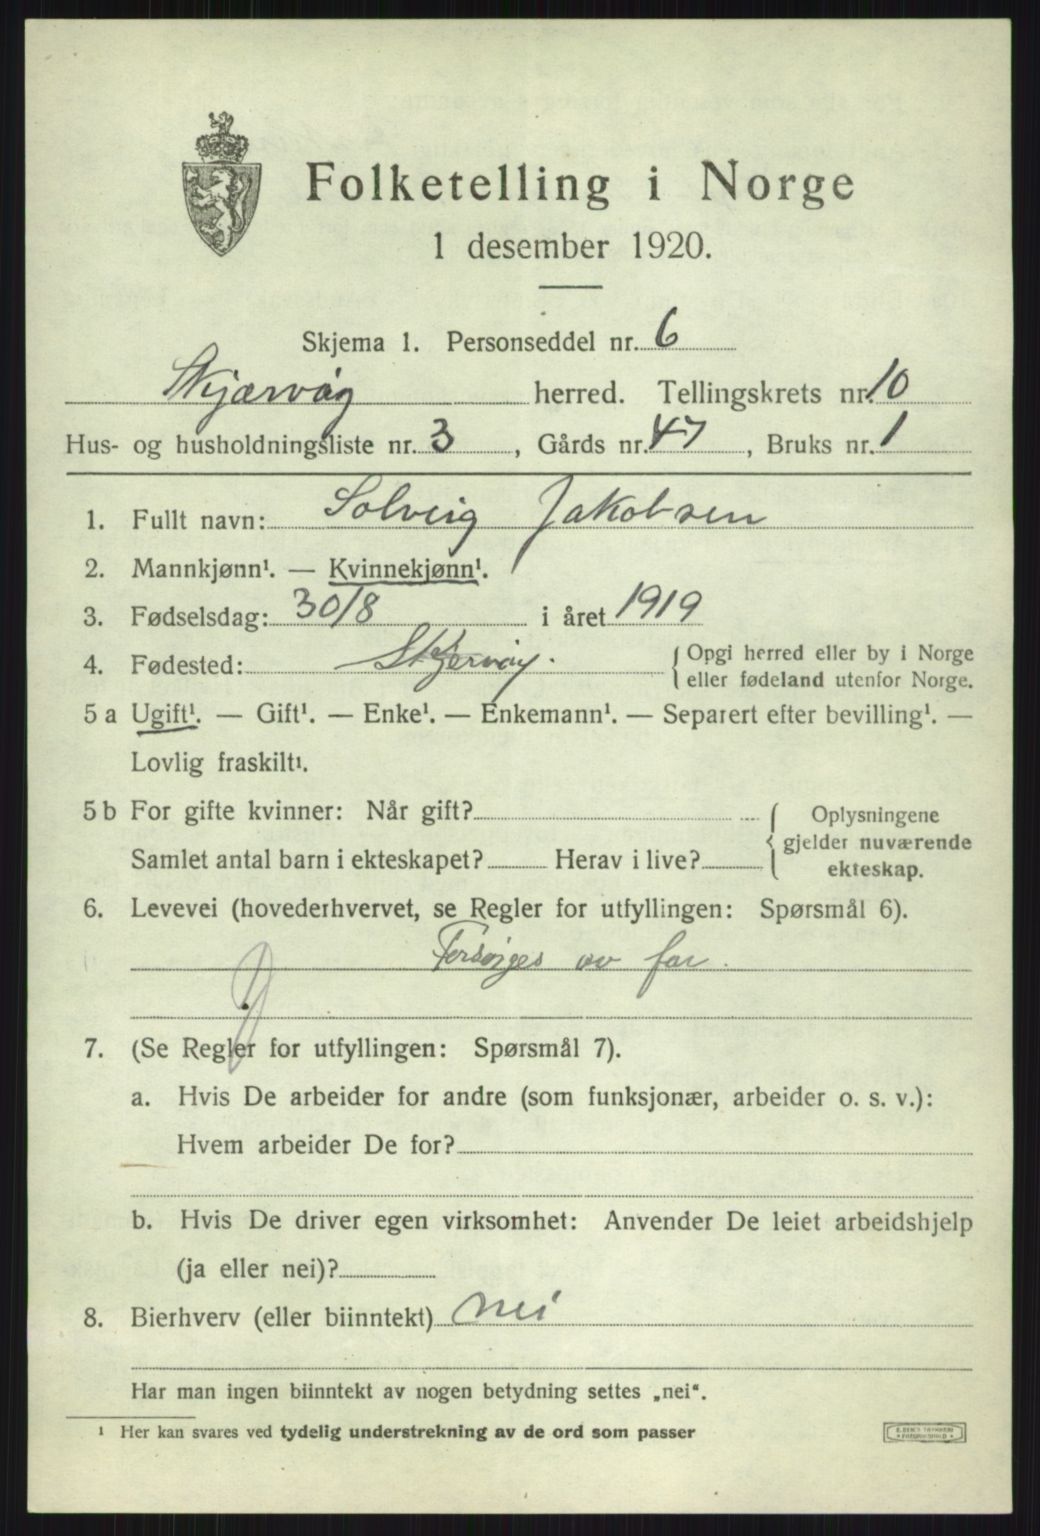 Folketelling i Norge
1 desember 1920.
Skjema 1. Personseddel nr. 6
Skjærvøy herred. Tellingskrets nr. 10
Hus- og husholdningsliste nr. 3, Gårds nr. 47, Bruks nr. 1
1. Fullt navn: Solveig Jakobsen
2. Mannkjønn¹. — Kvinnekjønn¹.
3. Fødselsdag: 30/8 i året 1919
4. Fødested: Skjervøy. Opgi herred eller by i Norge
eller fødeland utenfor Norge.
5 a Ugift¹. — Gift¹. — Enke¹. — Enkemann¹. — Separert efter bevilling¹. —
Lovlig fraskilt¹.
5 b For gifte kvinner: Når gift? Oplysningene
gjelder nuværende
Samlet antal barn i ekteskapet? Herav i live?
ekteskap.
6. Levevei (hovederhvervet, se Regler for utfyllingen: Spørsmål 6).
Forsørges av far.
7. (Se Regler for utfyllingen: Spørsmål 7).
a. Hvis De arbeider for andre (som funksjonær, arbeider o. s. v.):
Hvem arbeider De for?
b. Hvis De driver egen virksomhet: Anvender De leiet arbeidshjelp
(ja eller nei)?
8. Bierhverv (eller biinntekt) nei
Har man ingen biinntekt av nogen betydning settes „nei“.
¹ Her kan svares ved tydelig understrekning av de ord som passer